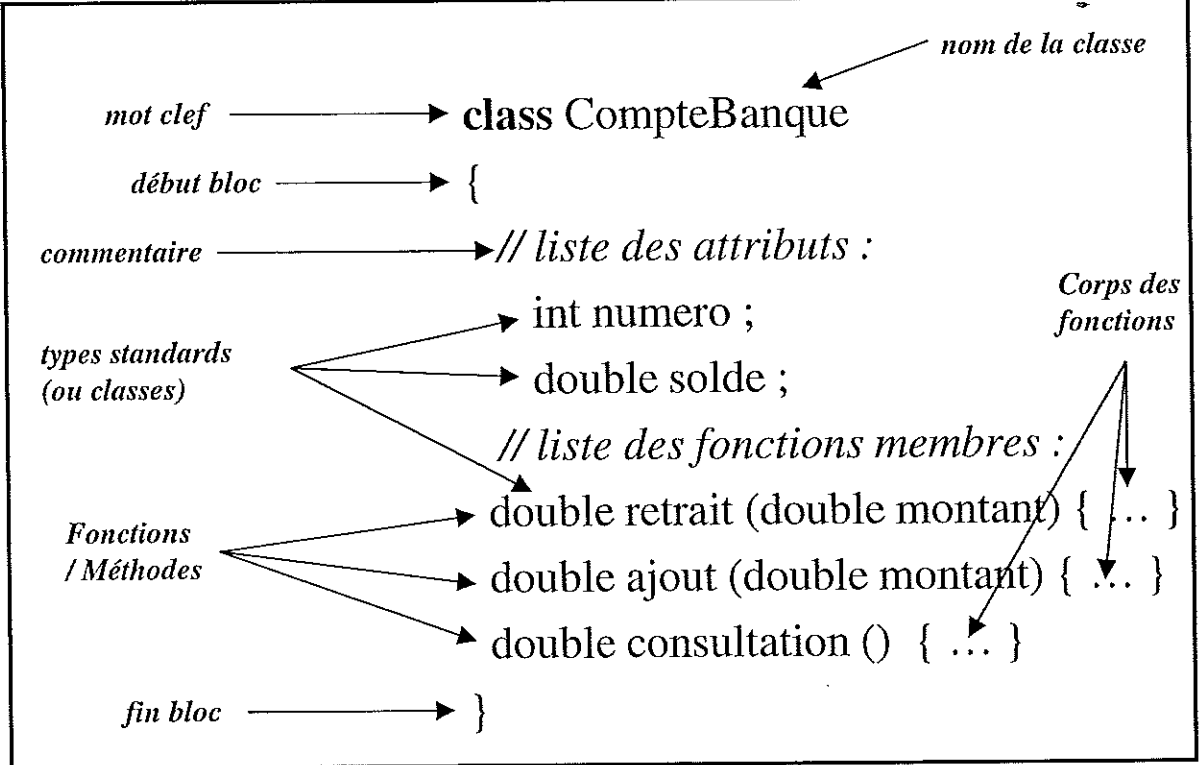 nom de la classe
mot clef class CompteBanque
début bloc {
commentaire // liste des attributs :
Corps des
fonctions
int numero ;
types standards
(ou classes)
double solde ;
// liste des fonctions membres :
double retrait (double montant) { ... }
Fonctions
/ Méthodes
double ajout (double montant) { ... }
double consultation () { ... }
fin bloc }